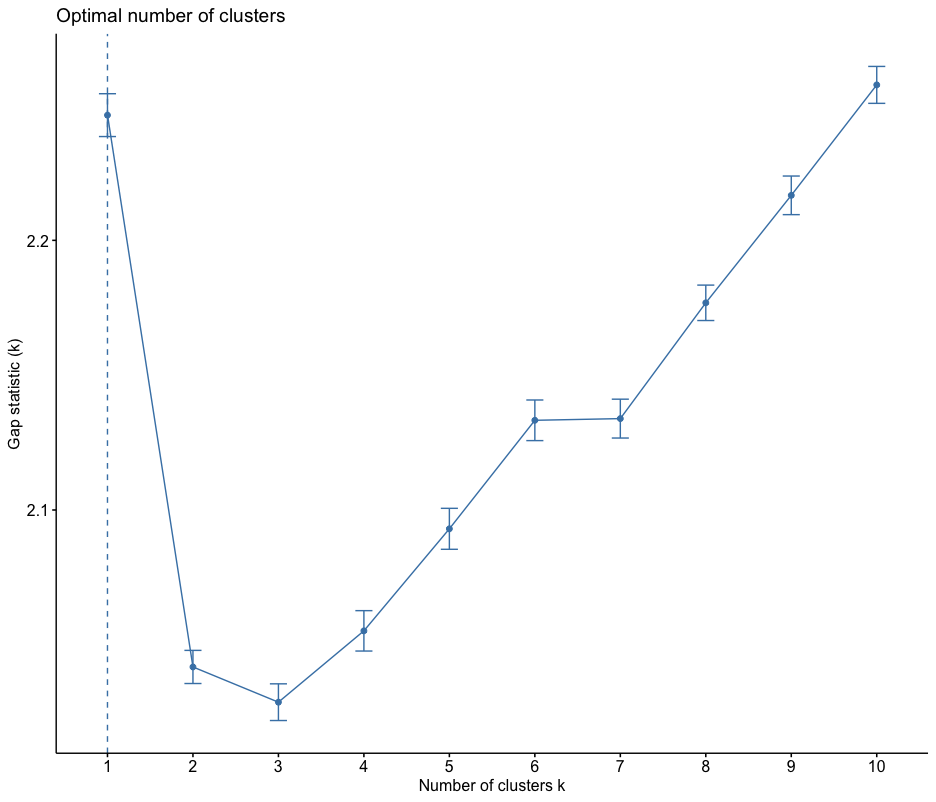 Optimal number of clusters
Gap statistic (k)
2.2
2.1
1 2 3 4 5 6 7 8 9 10
Number of clusters k